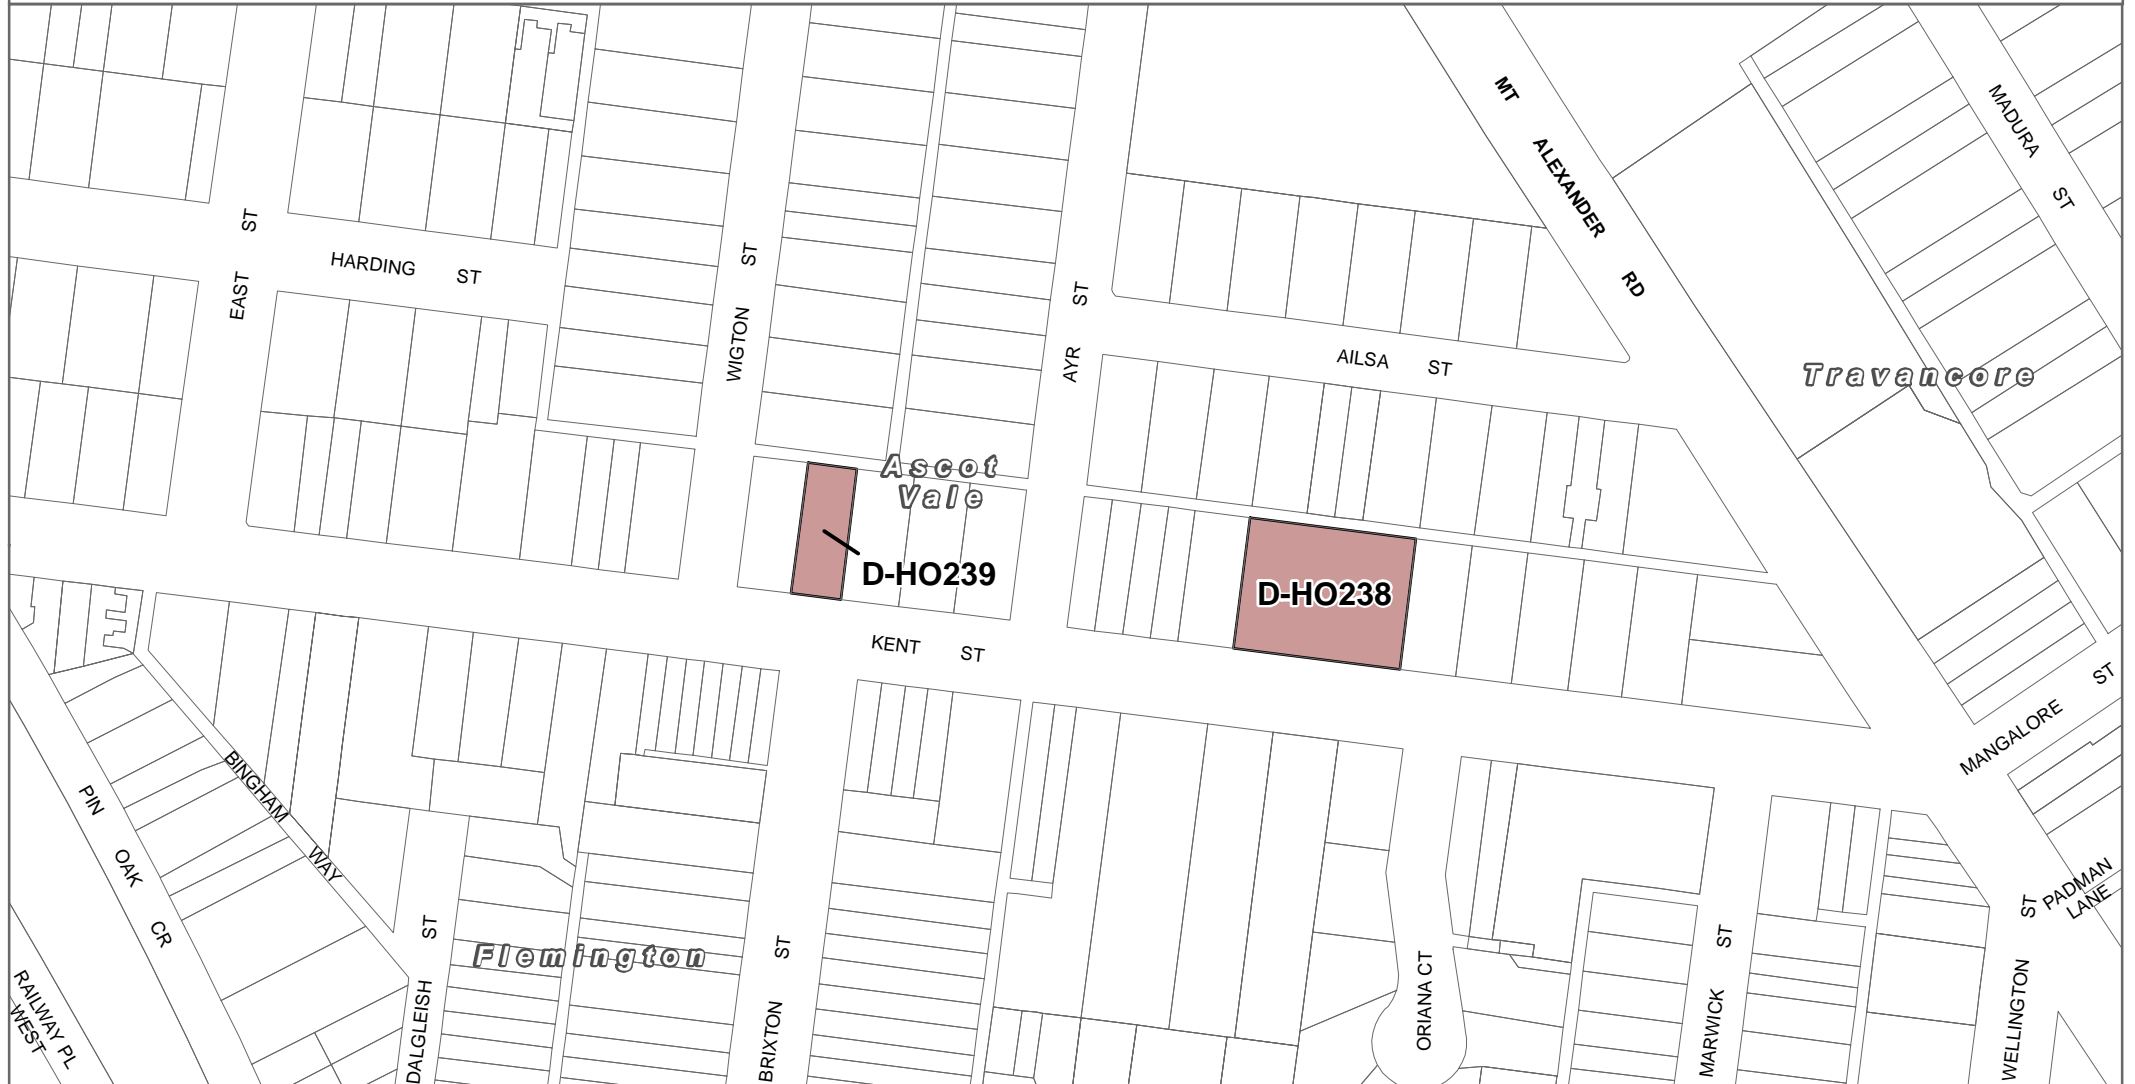 MT ALEXANDER RD
MADURA ST
EAST ST
HARDING ST
WIGTON ST
AYR ST
AILSA ST
Travancore
Ascot
Vale
D-HO239
D-HO238
KENT ST
MANGALORE ST
BINGHAM WAY
PIN OAK CR
PADMAN
LANE
Flemington
DALGLEISH ST
BRIXTON ST
ORIANA CT
MARWICK ST
WELLINGTON ST
RAILWAY PL
WEST